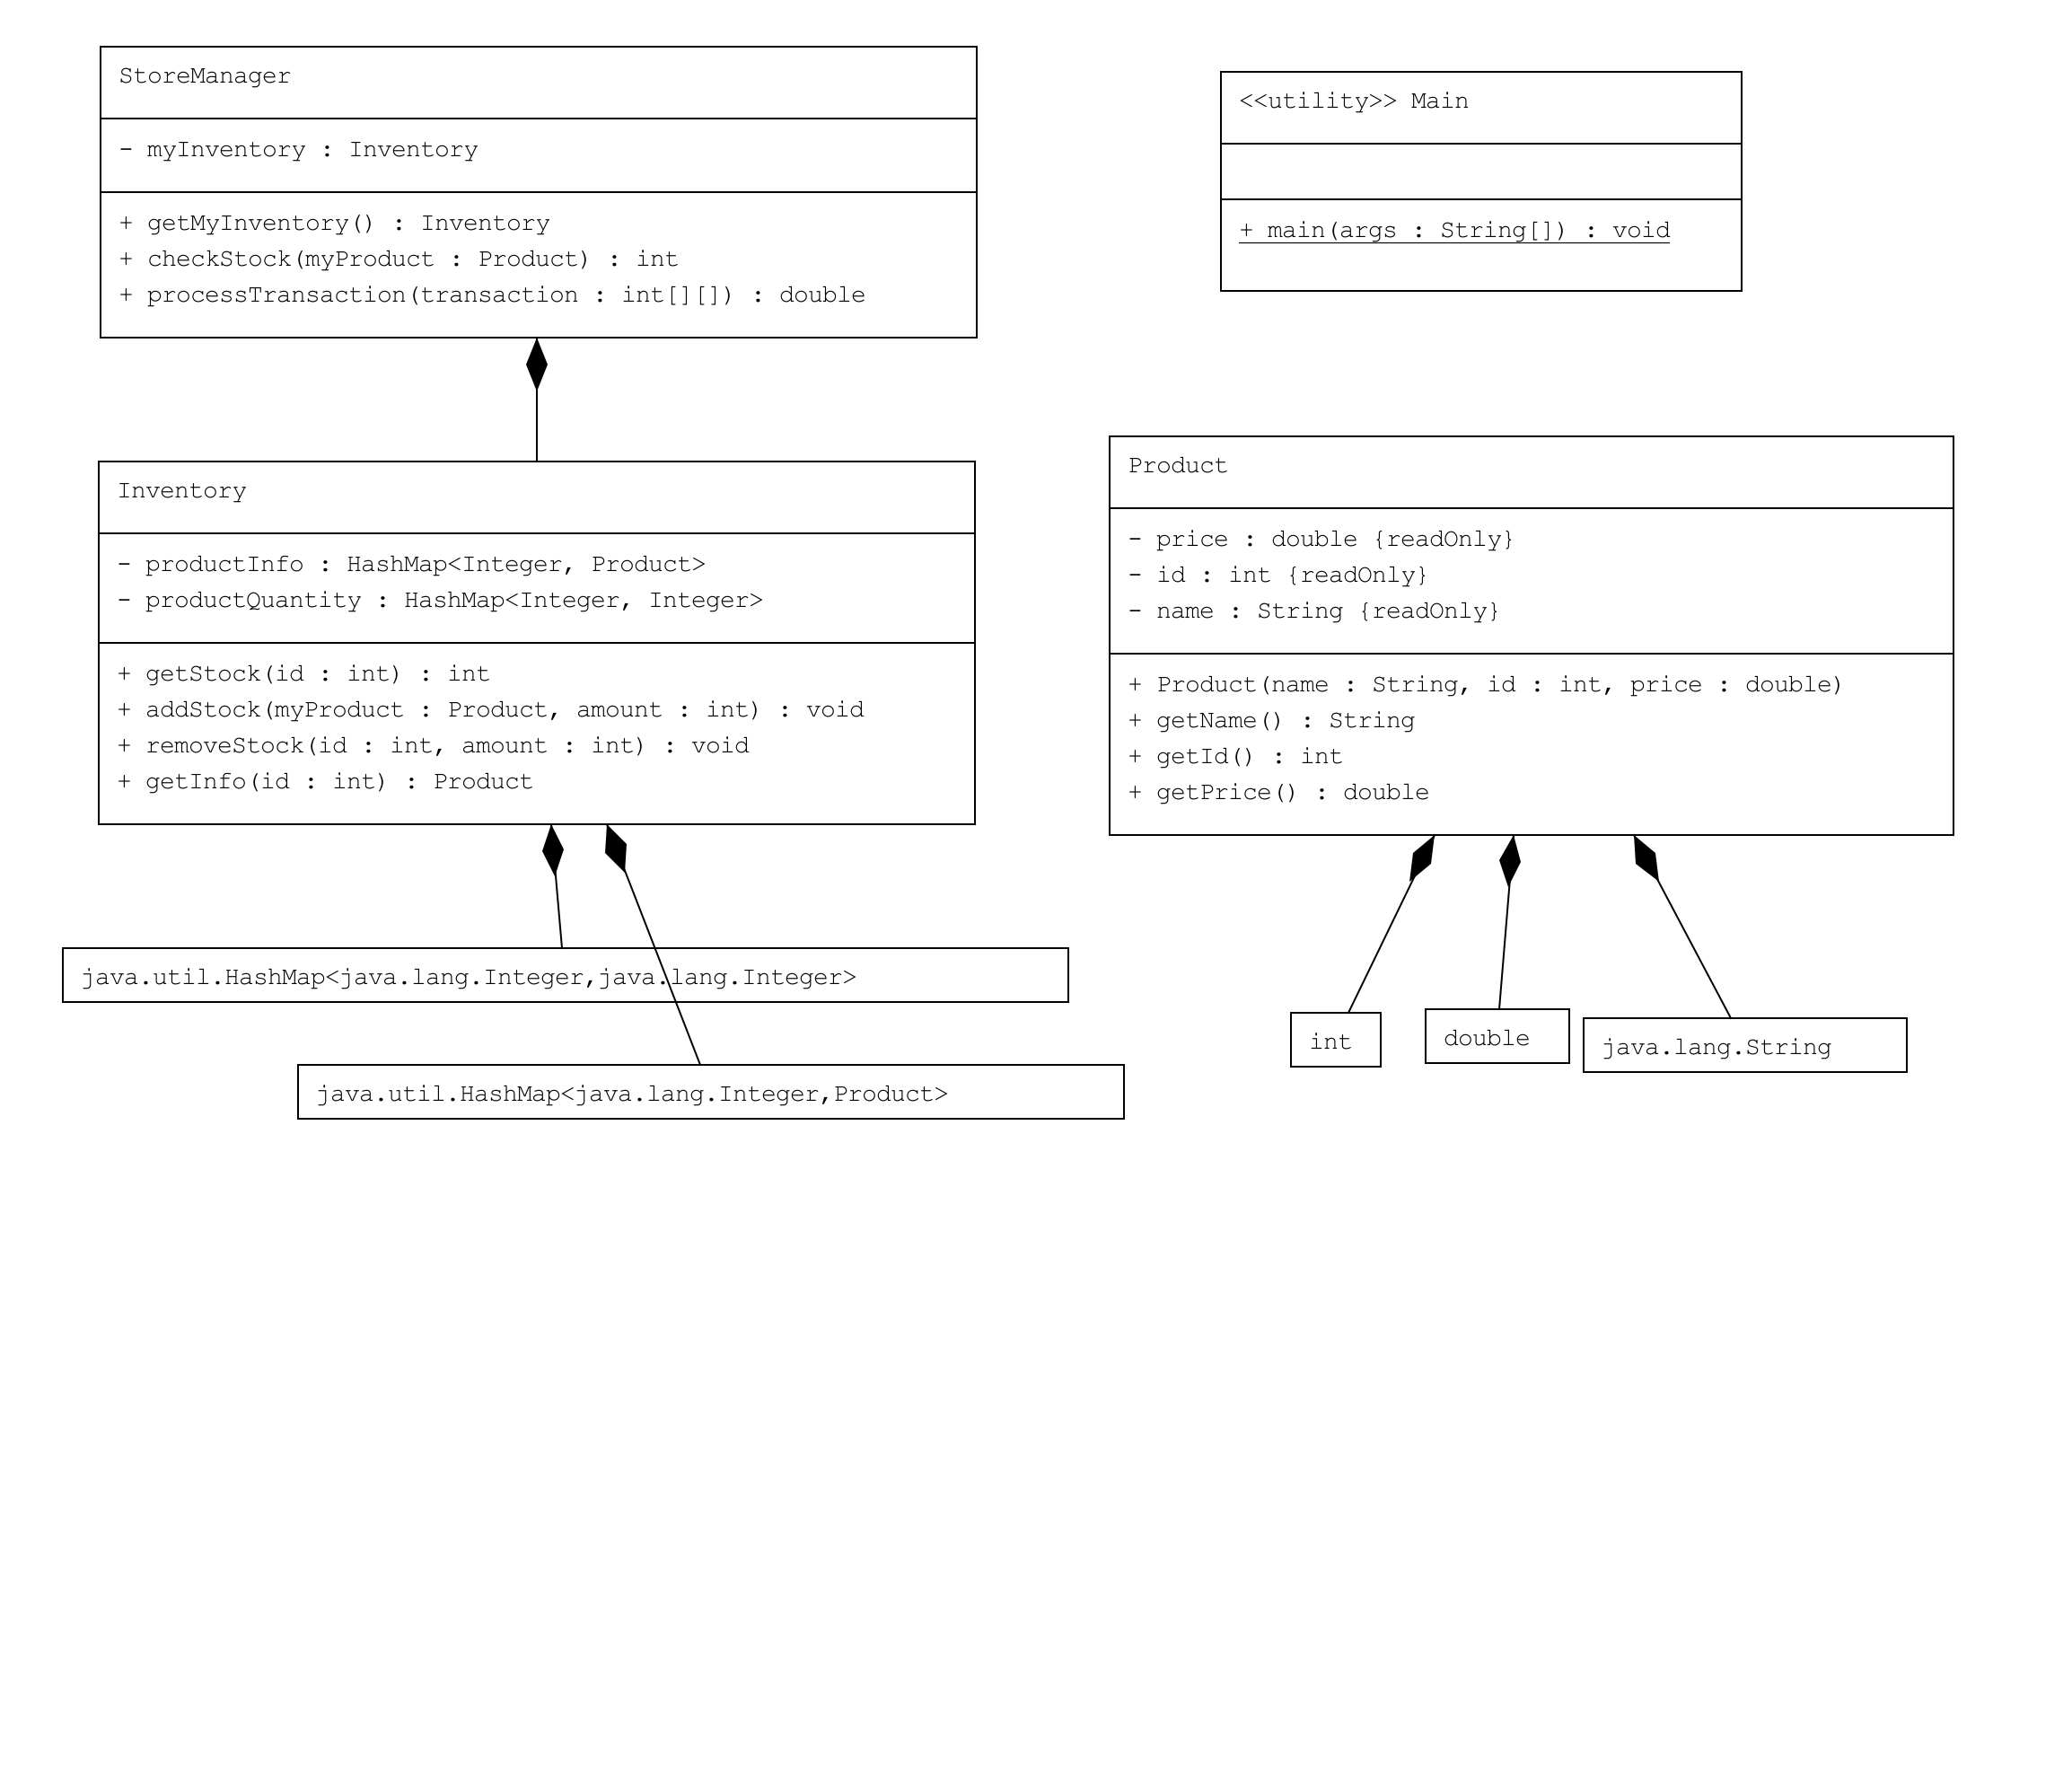 StoreManager
- myInventory : Inventory
+ getMyInventory() : Inventory
+ checkStock(myProduct : Product) : int
+ processTransaction(transaction : int[][]) : double
<<utility>> Main
+ main(args : String[]) : void
Inventory
- productInfo : HashMap<Integer, Product>
- productQuantity : HashMap<Integer, Integer>
+ getStock(id : int) : int
+ addStock(myProduct : Product, amount : int) : void
+ removeStock(id : int, amount : int) : void
+ getInfo(id : int) : Product
Product
- price : double {readOnly}
- id : int {readOnly}
- name : String {readOnly}
+ Product(name : String, id : int, price : double)
+ getName() : String
+ getId() : int
+ getPrice() : double
java.util.HashMap<java.lang.Integer,java.lang.Integer>
java.util.HashMap<java.lang.Integer,Product>
int
double
java.lang.String